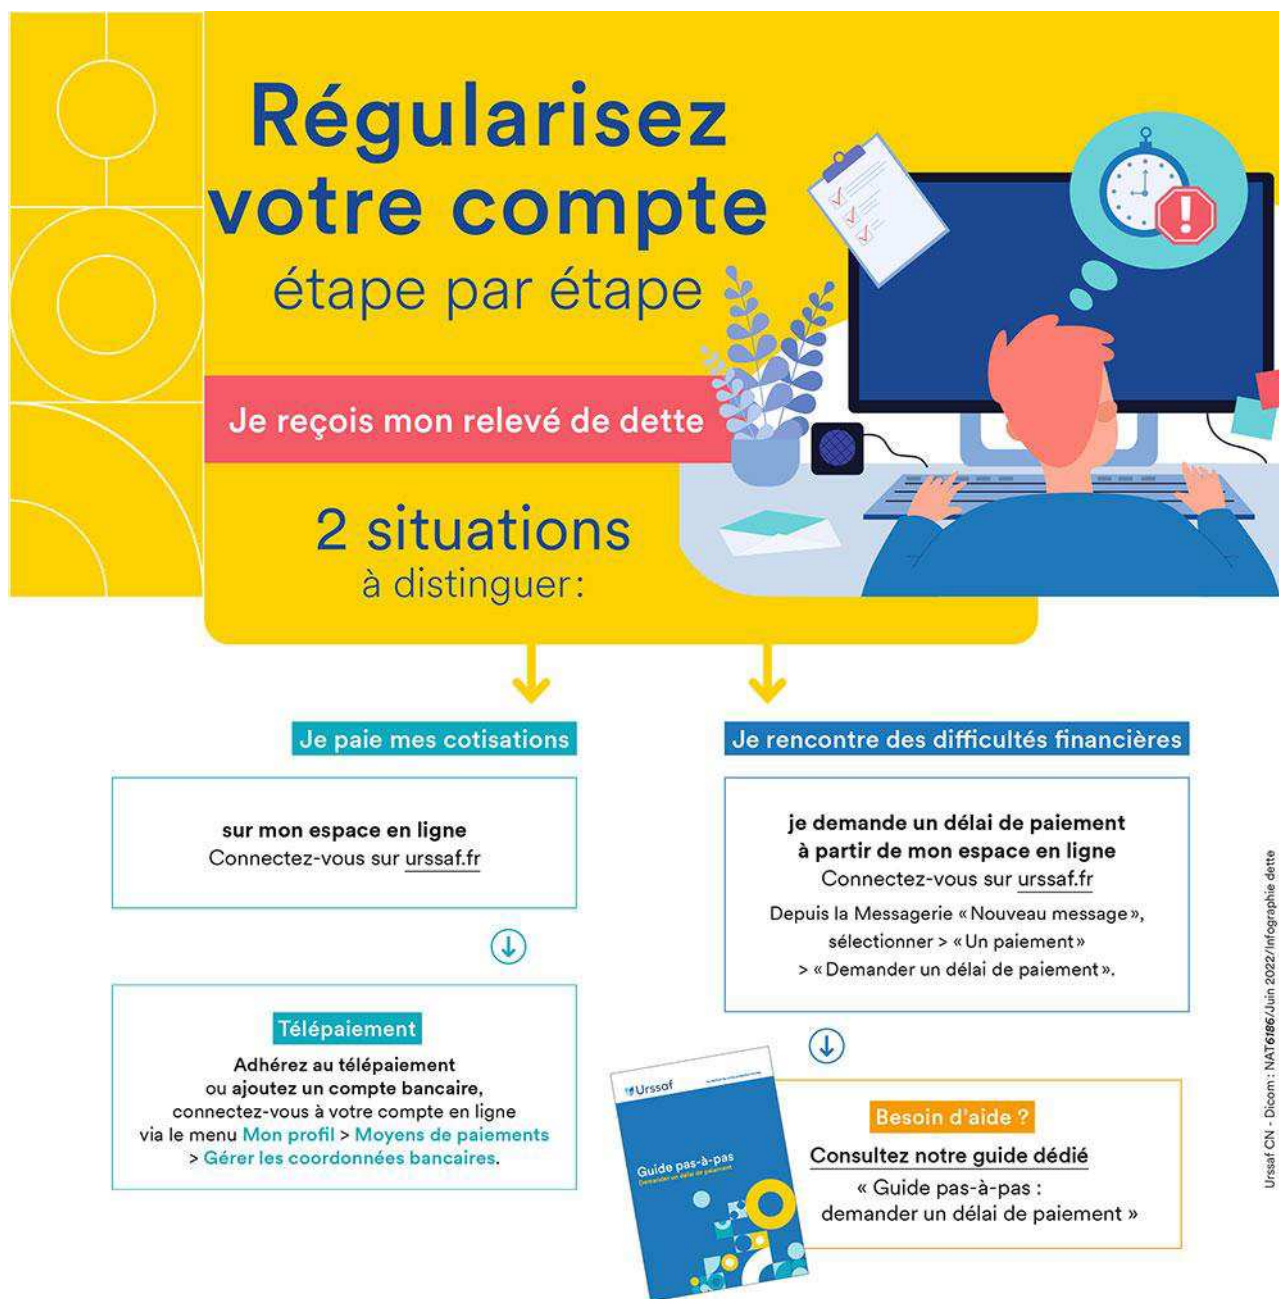 Régularisez
votre compte
étape par étape
Je reçois mon relevé de dette
2 situations
à distinguer :
Je paie mes cotisations
sur mon espace en ligne
Connectez-vous sur urssaf.fr
Télépaiement
Adhérez au télépaiement
ou ajoutez un compte bancaire,
connectez-vous à votre compte en ligne
via le menu Mon profil > Moyens de paiements
> Gérer les coordonnées bancaires.
Je rencontre des difficultés financières
je demande un délai de paiement
à partir de mon espace en ligne
Connectez-vous sur urssaf.fr
Depuis la Messagerie « Nouveau message »,
sélectionner > « Un paiement »
> « Demander un délai de paiement ».
Urssaf
Guide pas-à-pas
Demander un délai de paiement
Besoin d'aide ?
Consultez notre guide dédié
« Guide pas-à-pas :
demander un délai de paiement »
Urssaf CN - Dicom : NAT6186/Juin 2022/Infographie dette